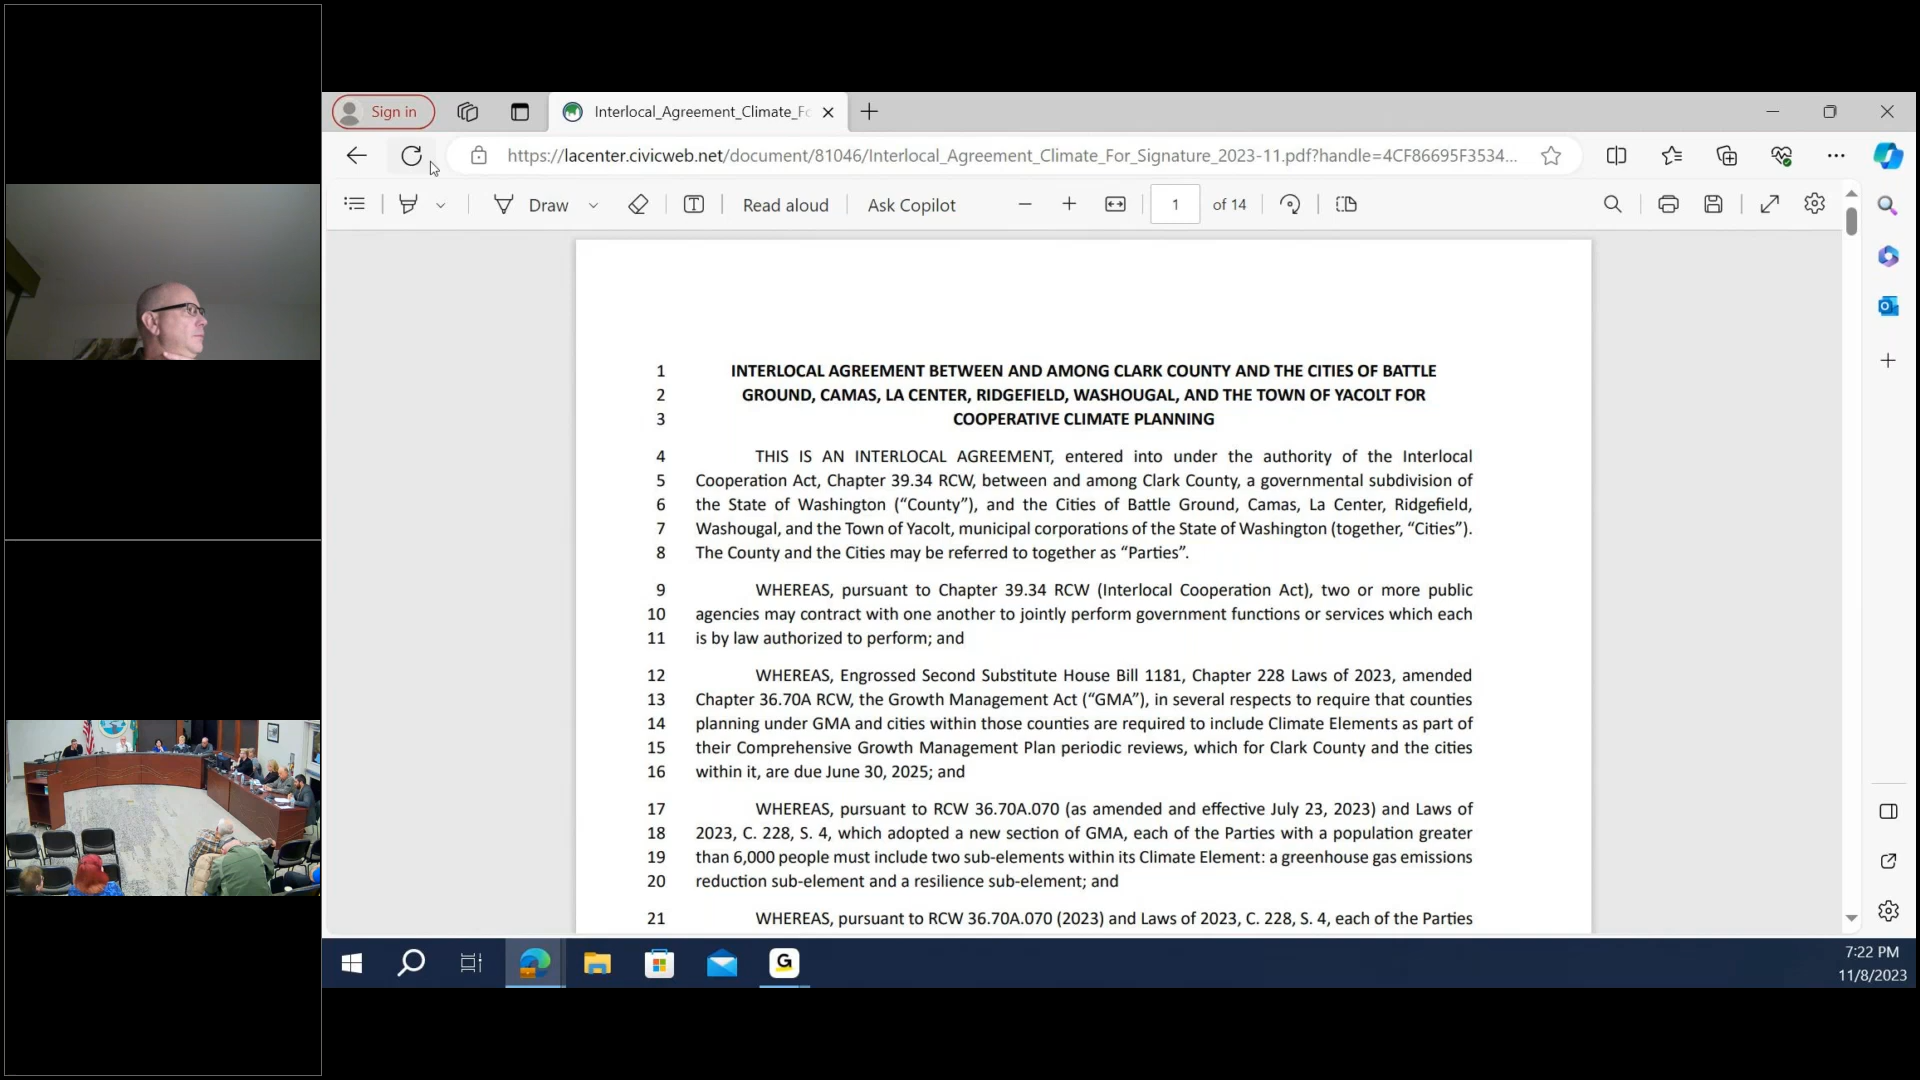 Sign in
Interlocal_Agreement_Climate_Fo
https://lacenter.civicweb.net/document/81046/Interlocal_Agreement_Climate_For_Signature_2023-11.pdf?handle=4CF86695F3534...
Draw
Read aloud
Ask Copilot
1 of 14
1 INTERLOCAL AGREEMENT BETWEEN AND AMONG CLARK COUNTY AND THE CITIES OF BATTLE
2 GROUND, CAMAS, LA CENTER, RIDGEFIELD, WASHOUGAL, AND THE TOWN OF YACOLT FOR
3 COOPERATIVE CLIMATE PLANNING
4 THIS IS AN INTERLOCAL AGREEMENT, entered into under the authority of the Interlocal
5 Cooperation Act, Chapter 39.34 RCW, between and among Clark County, a governmental subdivision of
6 the State of Washington (“County”), and the Cities of Battle Ground, Camas, La Center, Ridgefield,
7 Washougal, and the Town of Yacolt, municipal corporations of the State of Washington (together, “Cities”).
8 The County and the Cities may be referred to together as “Parties”.
9 WHEREAS, pursuant to Chapter 39.34 RCW (Interlocal Cooperation Act), two or more public
10 agencies may contract with one another to jointly perform government functions or services which each
11 is by law authorized to perform; and
12 WHEREAS, Engrossed Second Substitute House Bill 1181, Chapter 228 Laws of 2023, amended
13 Chapter 36.70A RCW, the Growth Management Act (“GMA”), in several respects to require that counties
14 planning under GMA and cities within those counties are required to include Climate Elements as part of
15 their Comprehensive Growth Management Plan periodic reviews, which for Clark County and the cities
16 within it, are due June 30, 2025; and
17 WHEREAS, pursuant to RCW 36.70A.070 (as amended and effective July 23, 2023) and Laws of
18 2023, C. 228, S. 4, which adopted a new section of GMA, each of the Parties with a population greater
19 than 6,000 people must include two sub-elements within its Climate Element: a greenhouse gas emissions
20 reduction sub-element and a resilience sub-element; and
21 WHEREAS, pursuant to RCW 36.70A.070 (2023) and Laws of 2023, C. 228, S. 4, each of the Parties
G
7:22 PM
11/8/2023